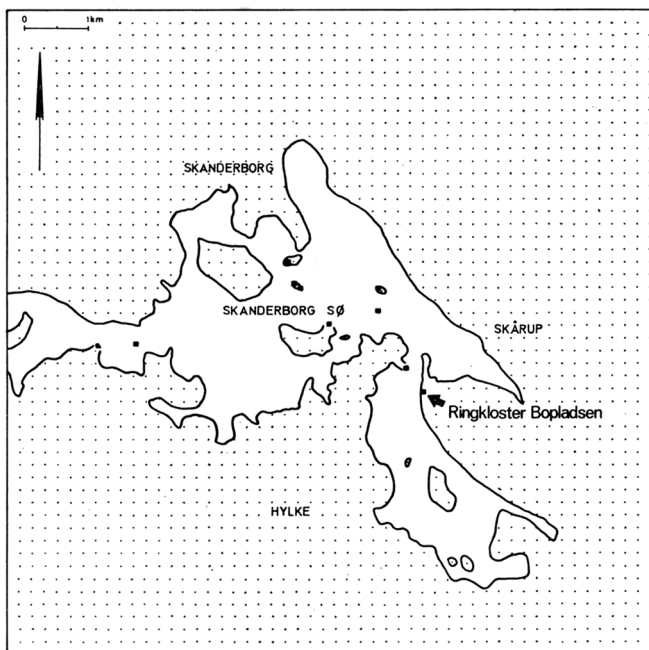 0 1km
SKANDERBORG
SKANDERBORG SØ
SKÅRUP
Ringkloster Bopladsen
HYLKE